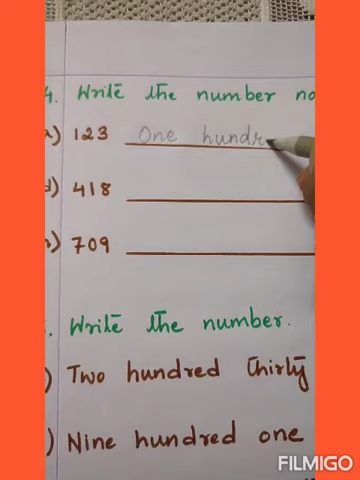 4. Write the number
a) 123 One hundr
d) 418
) 709
. Write the number.
) Two hundred thirty
) Nine hundred one
FILMIGO